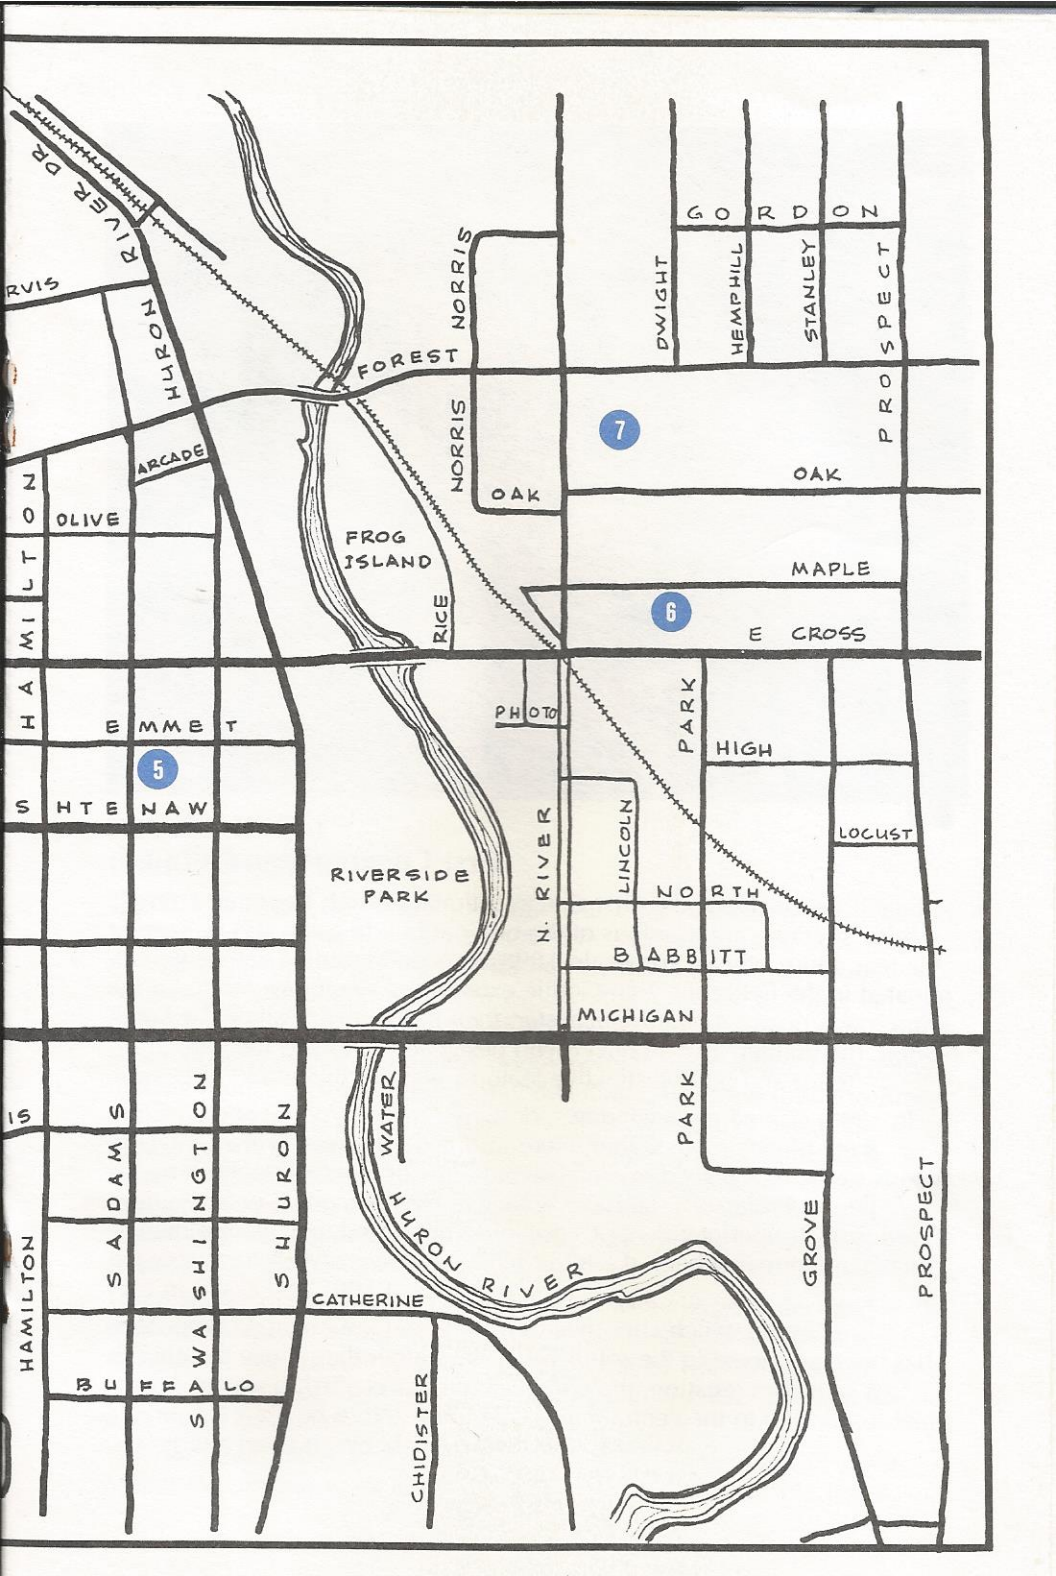 RIVER DR
GORDON
RVIS
HURON
NORRIS
DWIGHT
HEMPHILL
STANLEY
PROSPECT
FOREST
NORRIS
7
ARCADE
OAK
OAK
HAMILTON
OLIVE
FROG
ISLAND
MAPLE
RICE
6
E CROSS
PHOTO
PARK
EMMET
HIGH
5
SHTENAW
LINCOLN
LOCUST
RIVERSIDE
PARK
N. RIVER
NORTH
BABBITT
MICHIGAN
IS
S ADAMS
S WASHINGTON
S HURON
WATER
PARK
HURON RIVER
GROVE
PROSPECT
HAMILTON
CATHERINE
BUFFALO
CHIDISTER